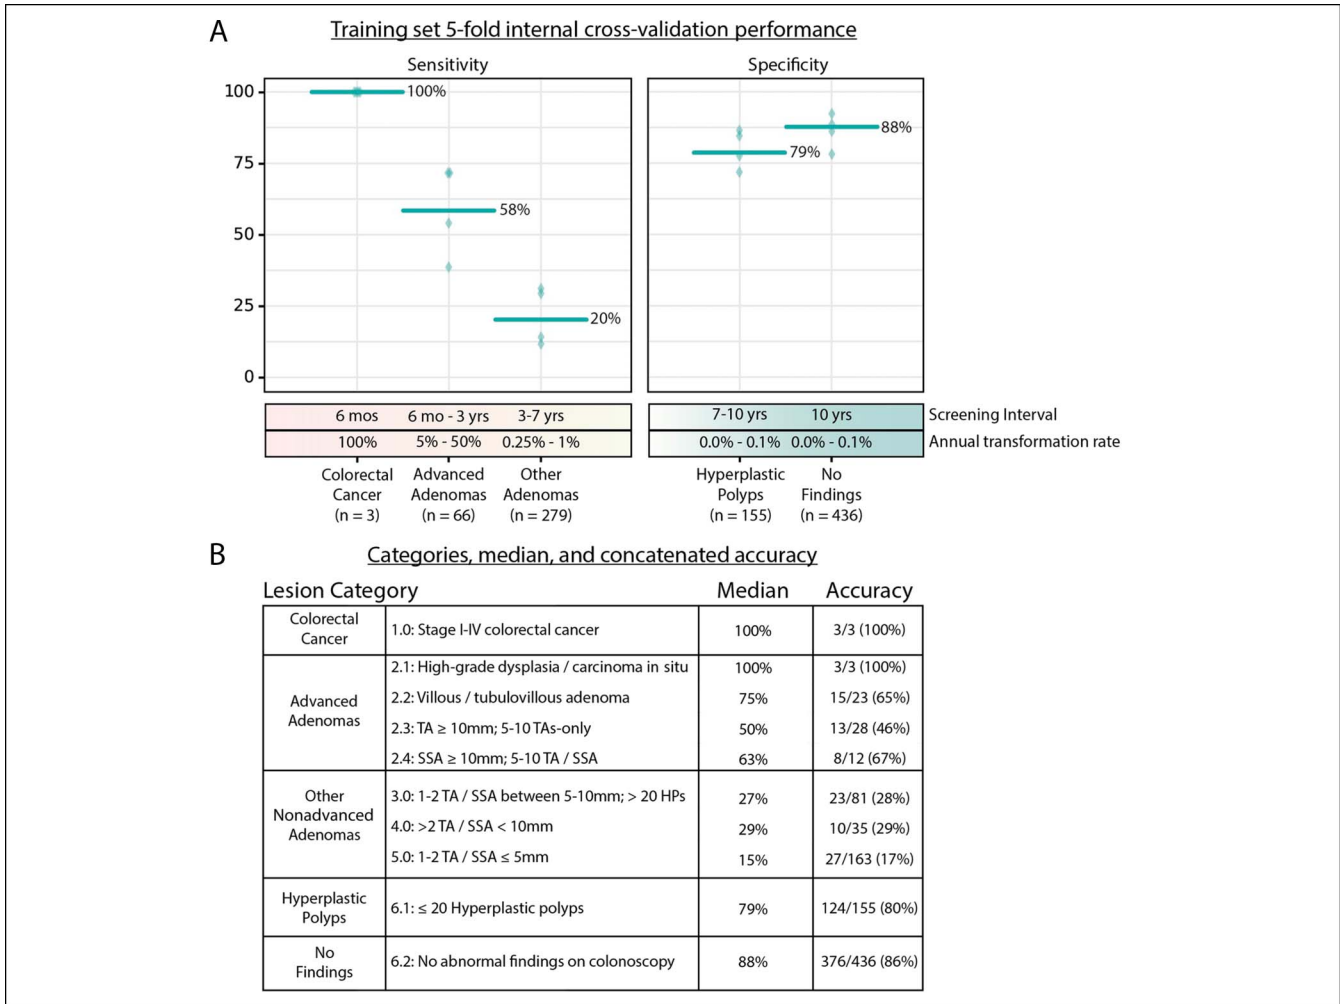 A
Training set 5-fold internal cross-validation performance
Sensitivity
Specificity
100
75
50
25
0
100%
58%
20%
79%
88%
6 mos 6 mo - 3 yrs 3-7 yrs 7-10 yrs 10 yrs Screening Interval
100% 5% - 50% 0.25% - 1% 0.0% - 0.1% 0.0% - 0.1% Annual transformation rate
Colorectal Advanced Other Hyperplastic No
Cancer Adenomas Adenomas Polyps Findings
(n = 3) (n = 66) (n = 279) (n = 155) (n = 436)
B
Categories, median, and concatenated accuracy
Lesion Category Median Accuracy
Colorectal
Cancer
1.0: Stage I-IV colorectal cancer 100% 3/3 (100%)
Advanced
Adenomas
2.1: High-grade dysplasia / carcinoma in situ 100% 3/3 (100%)
2.2: Villous / tubulovillous adenoma 75% 15/23 (65%)
2.3: TA ≥ 10mm; 5-10 TAs-only 50% 13/28 (46%)
2.4: SSA ≥ 10mm; 5-10 TA / SSA 63% 8/12 (67%)
Other
Nonadvanced
Adenomas
3.0: 1-2 TA / SSA between 5-10mm; > 20 HPs 27% 23/81 (28%)
4.0: >2 TA / SSA < 10mm 29% 10/35 (29%)
5.0: 1-2 TA / SSA ≤ 5mm 15% 27/163 (17%)
Hyperplastic
Polyps
6.1: ≤ 20 Hyperplastic polyps 79% 124/155 (80%)
No
Findings
6.2: No abnormal findings on colonoscopy 88% 376/436 (86%)